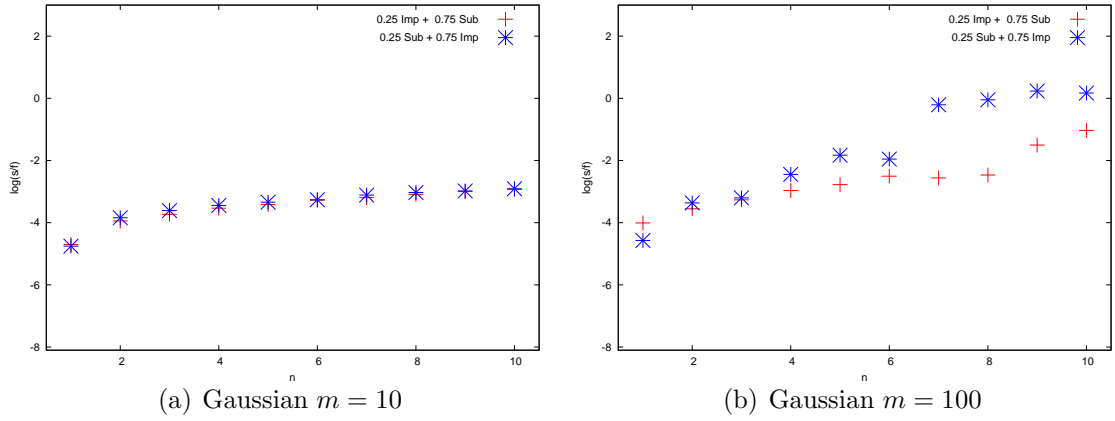 0.25 Imp + 0.75 Sub
0.25 Sub + 0.75 Imp
2
0
-2
-4
-6
-8
log(s/f)
2
4
6
8
10
n
(a) Gaussian m = 10
0.25 Imp + 0.75 Sub
0.25 Sub + 0.75 Imp
2
0
-2
-4
-6
-8
log(s/f)
2
4
6
8
10
n
(b) Gaussian m = 100